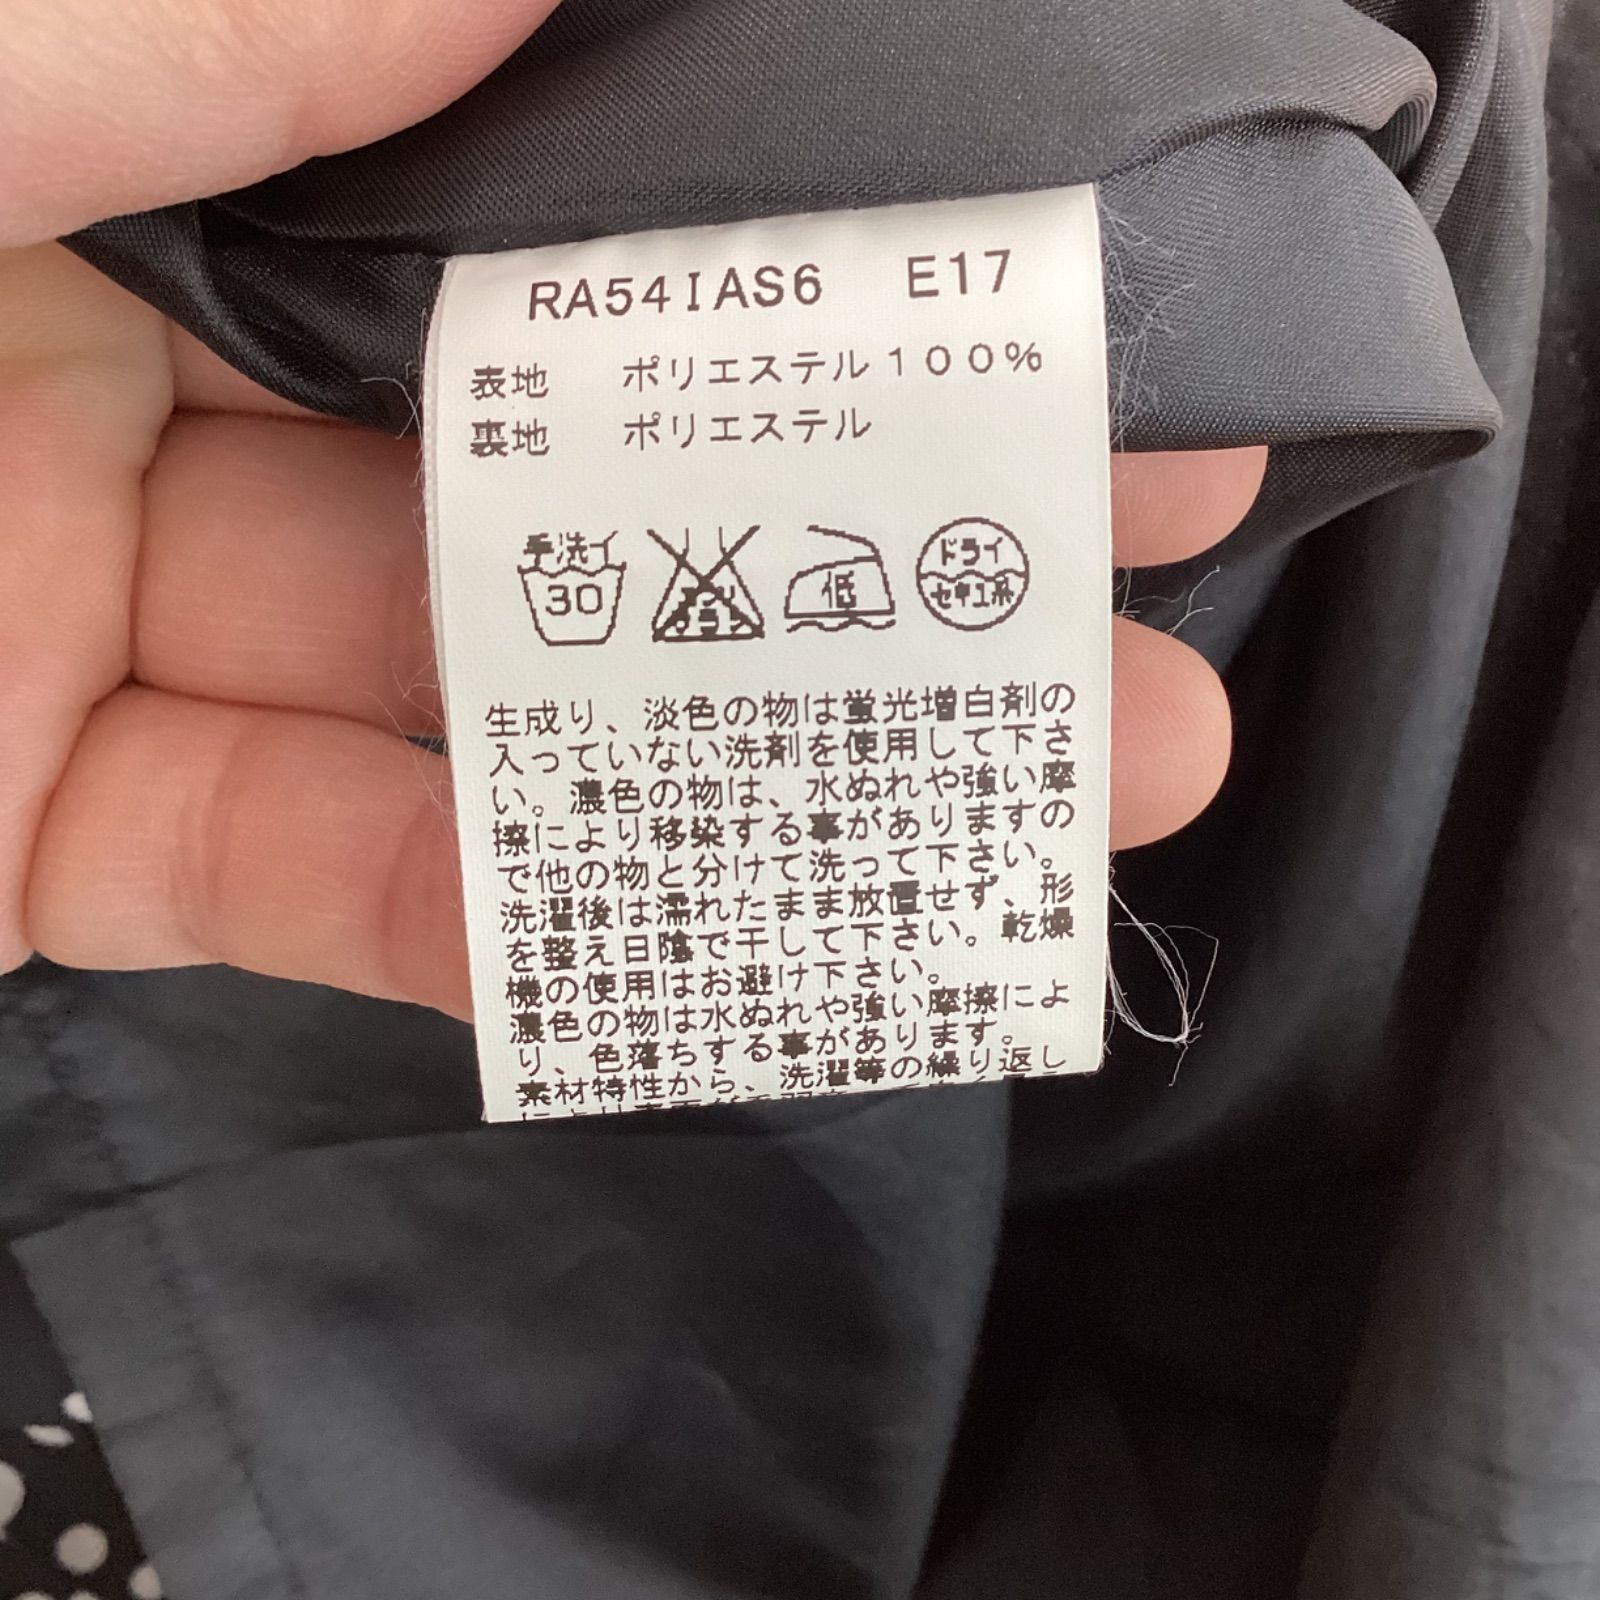 RA54IAS6 E17
表地 ポリエステル100%
裏地 ポリエステル
手洗イ 30
エンソ サラシ
低
ドライ セキユ系
生成り、淡色の物は蛍光増白剤の
入っていない洗剤を使用して下さ
い。濃色の物は、水ぬれや強い摩
擦により移染する事がありますの
で他の物と分けて洗って下さい。
洗濯後は濡れたまま放置せず、形
を整え日陰で干して下さい。乾燥
機の使用はお避け下さい。
濃色の物は水ぬれや強い摩擦によ
り、色落ちする事があります。
素材特性から、洗濯等の繰り返し